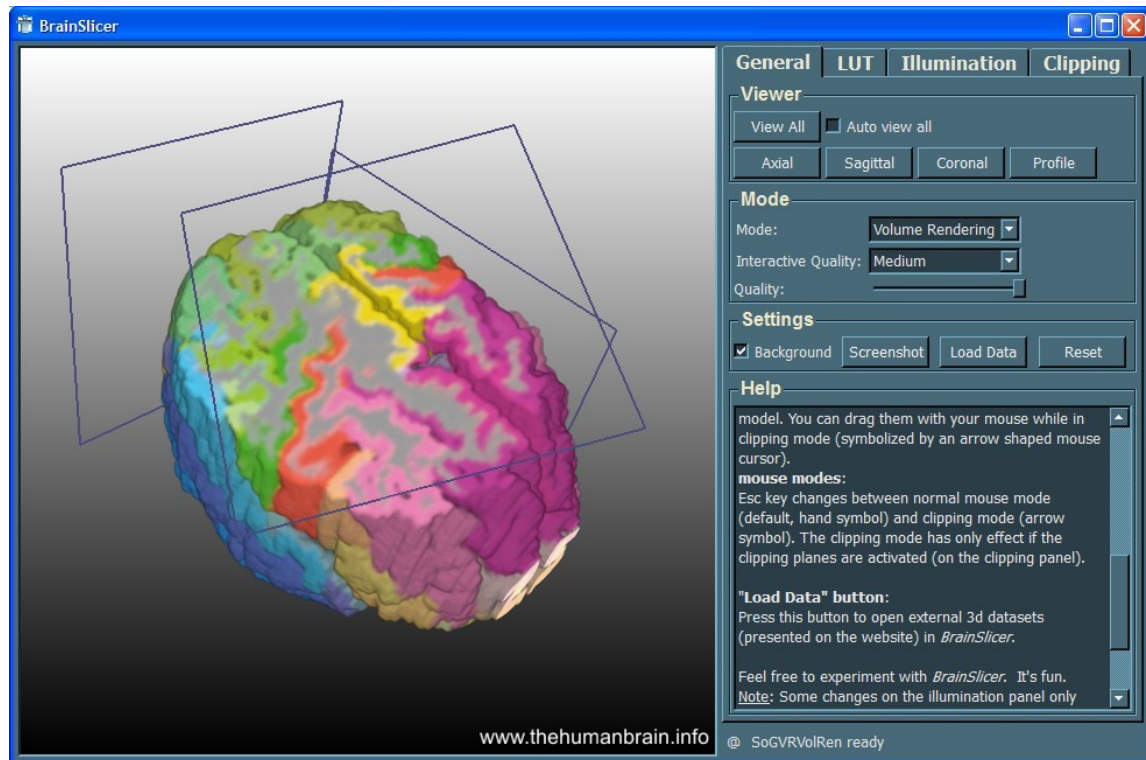 BrainSlicer
General LUT Illumination Clipping
Viewer
View All Auto view all
Axial Sagittal Coronal Profile
Mode
Mode: Volume Rendering
Interactive Quality: Medium
Quality:
Settings
Background Screenshot Load Data Reset
Help
model. You can drag them with your mouse while in
clipping mode (symbolized by an arrow shaped mouse
cursor).
mouse modes:
Esc key changes between normal mouse mode
(default, hand symbol) and clipping mode (arrow
symbol). The clipping mode has only effect if the
clipping planes are activated (on the clipping panel).
"Load Data" button:
Press this button to open external 3d datasets
(presented on the website) in BrainSlicer.
Feel free to experiment with BrainSlicer. It's fun.
Note: Some changes on the illumination panel only
www.thehumanbrain.info
@ SoGVRVolRen ready